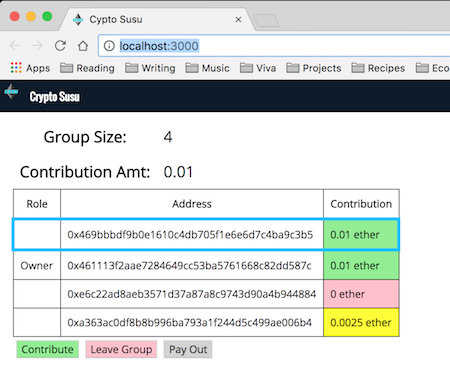 Cypto Susu
localhost:3000
Apps Reading Writing Music Viva Projects Recipes Eco
Crypto Susu
Group Size: 4
Contribution Amt: 0.01
Role Address Contribution
0x469bbbdf9b0e1610c4db705f1e6e6d7c4ba9c3b5 0.01 ether
Owner 0x461113f2aae7284649cc53ba5761668c82dd587c 0.01 ether
0xe6c22ad8aeb3571d37a87a8c9743d90a4b944884 0 ether
0xa363ac0df8b8b996ba793a1f244d5c499ae006b4 0.0025 ether
Contribute Leave Group Pay Out